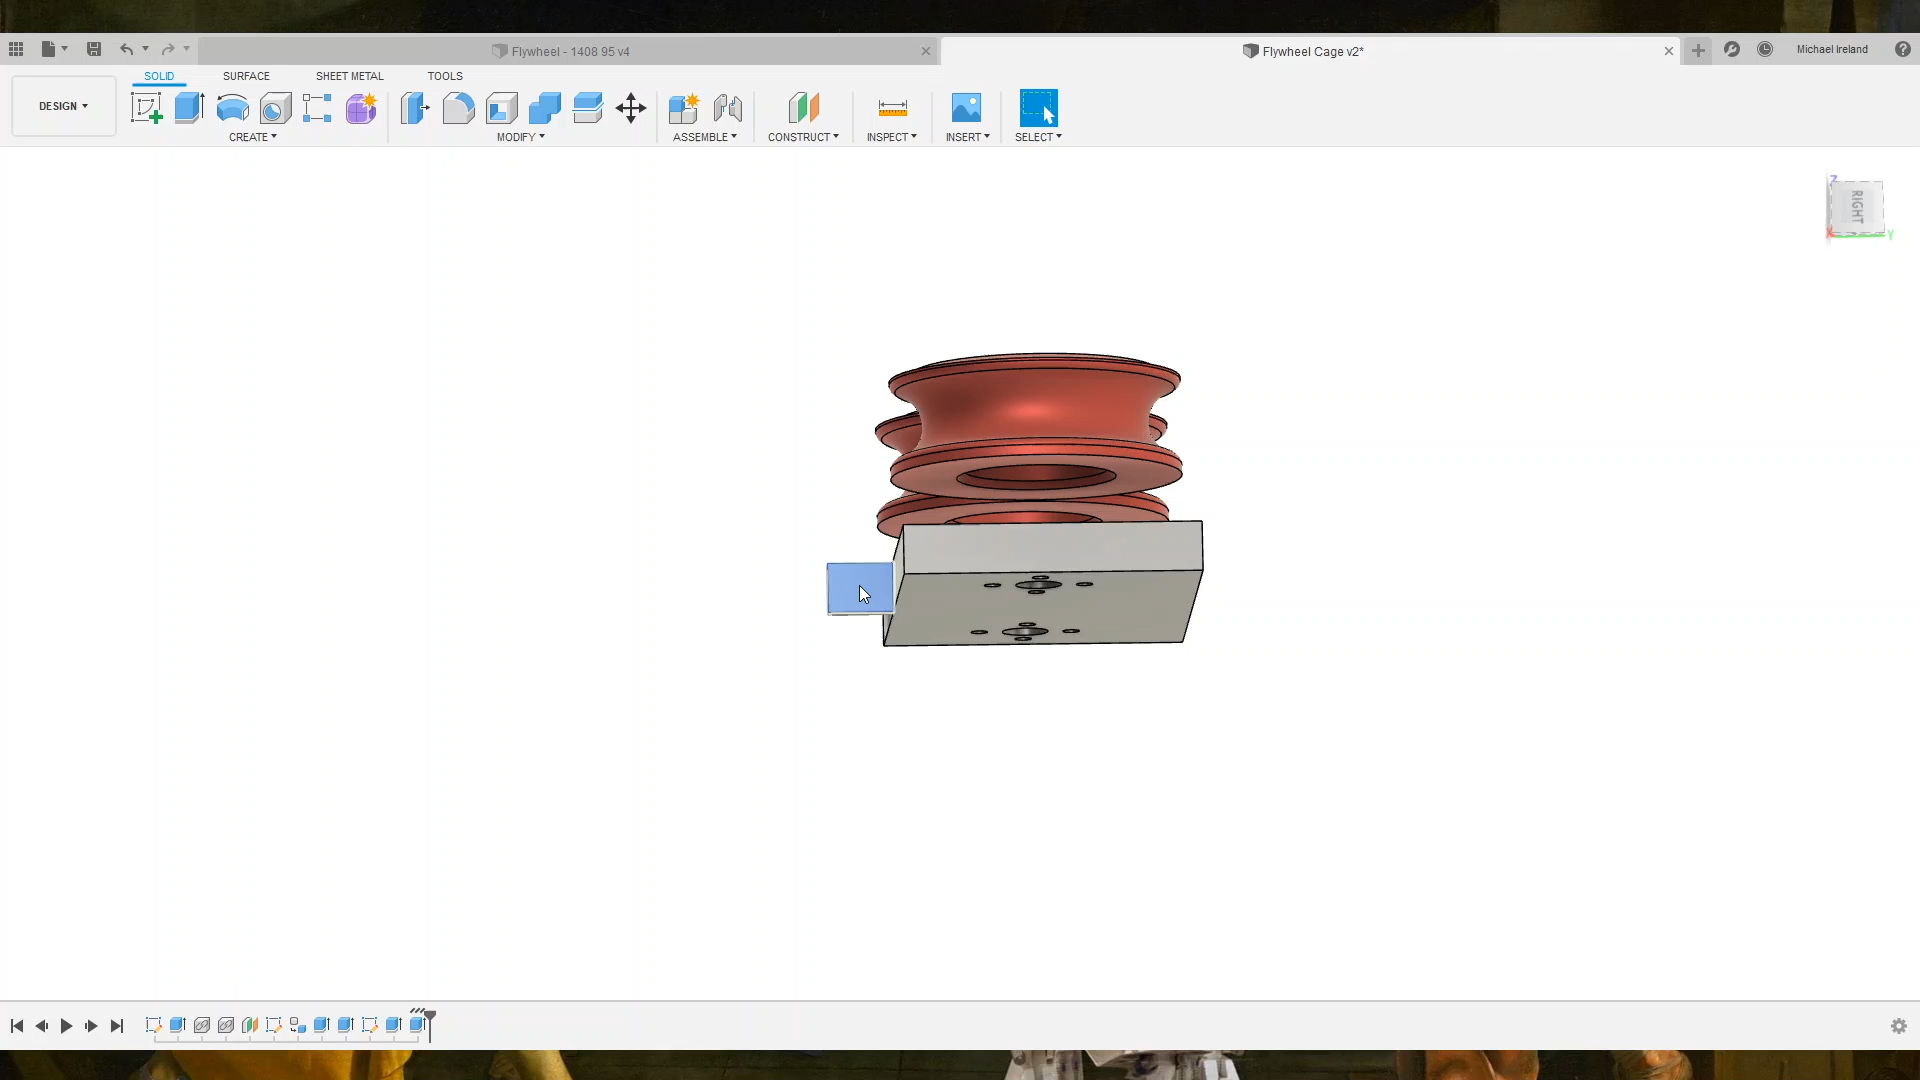 Flywheel - 1408 95 v4
Flywheel Cage v2*
Michael Ireland
SOLID
SURFACE
SHEET METAL
TOOLS
DESIGN
CREATE
MODIFY
ASSEMBLE
CONSTRUCT
INSPECT
INSERT
SELECT
Z
RIGHT
X
Y